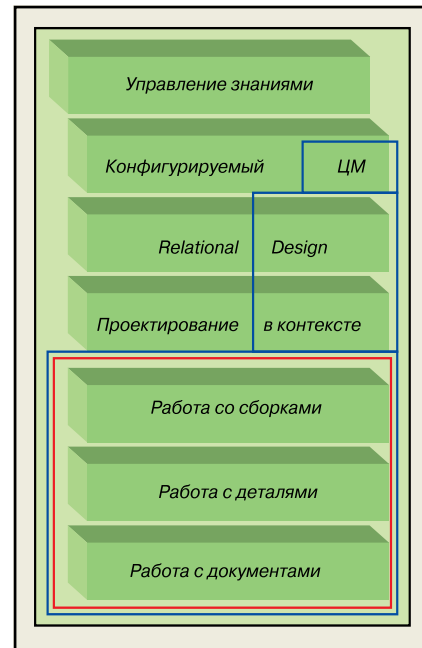 Управление знаниями
Конфигурируемый ЦМ
Relational Design
Проектирование в контексте
Работа со сборками
Работа с деталями
Работа с документами